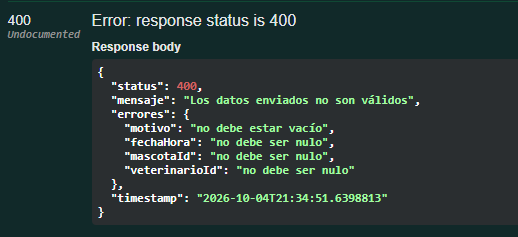 400
Undocumented
Error: response status is 400
Response body
{
  "status": 400,
  "mensaje": "Los datos enviados no son válidos",
  "errores": {
    "motivo": "no debe estar vacío",
    "fechaHora": "no debe ser nulo",
    "mascotaId": "no debe ser nulo",
    "veterinarioId": "no debe ser nulo"
  },
  "timestamp": "2026-10-04T21:34:51.6398813"
}